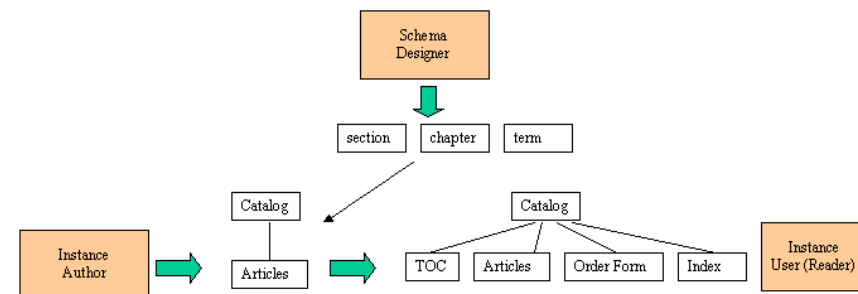 Schema
Designer
section
chapter
term
Catalog
Catalog
Instance
Author
Articles
TOC
Articles
Order Form
Index
Instance
User (Reader)